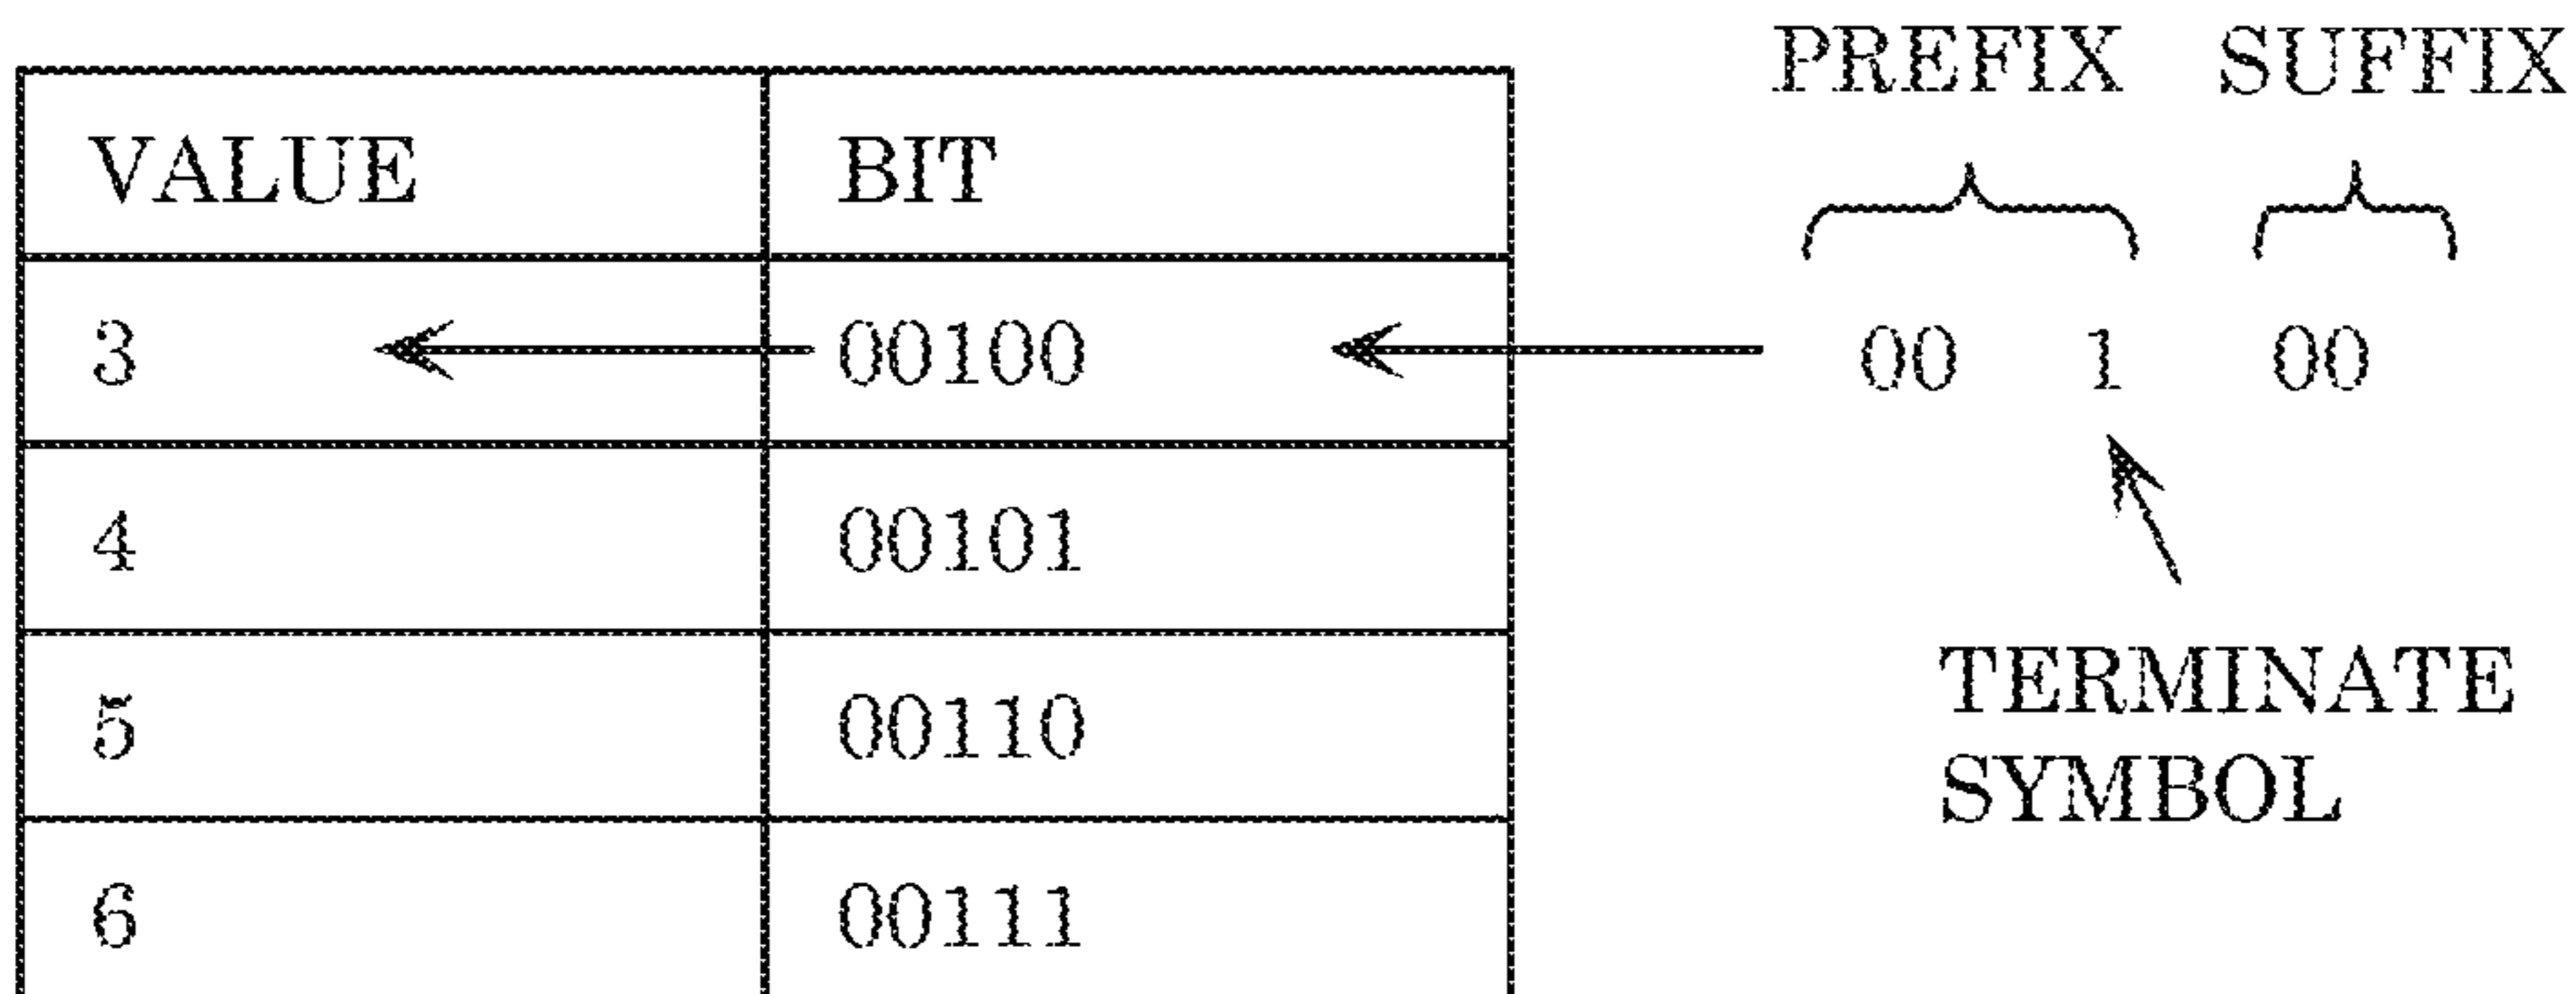 PREFIX SUFFIX
VALUE BIT
3 00100 00 1 00
4 00101
5 00110
TERMINATE
SYMBOL
6 00111